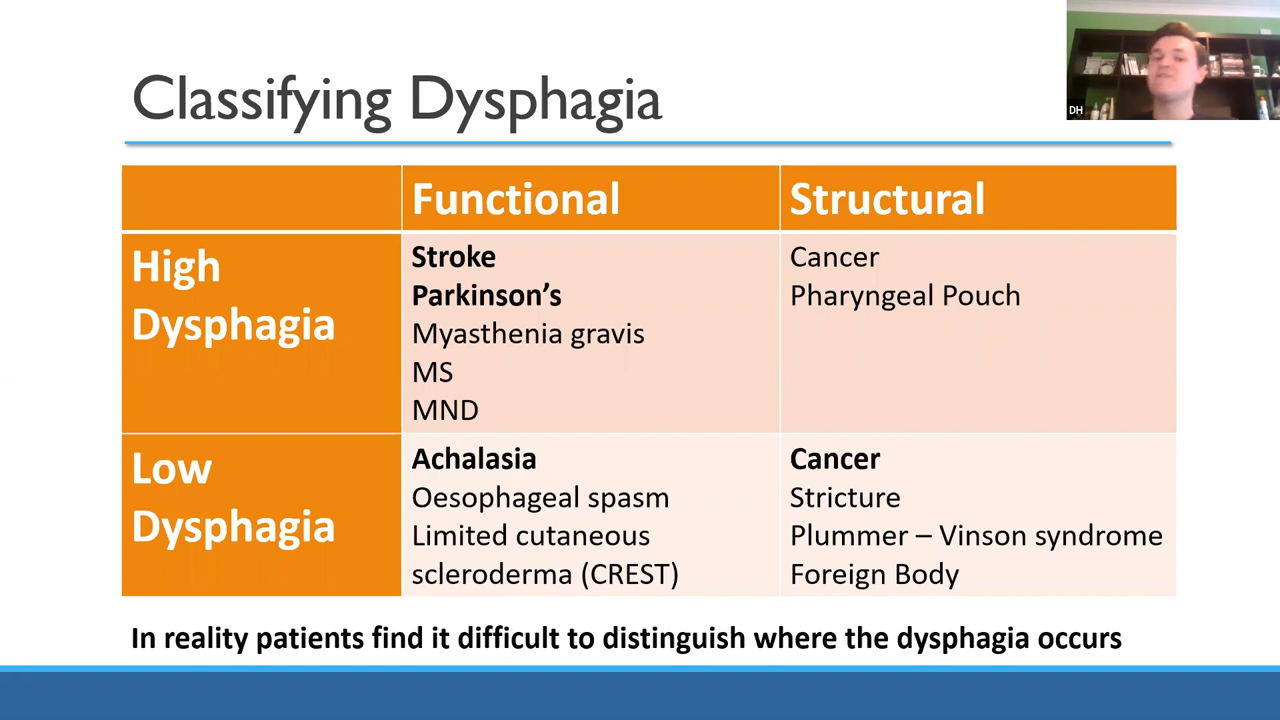 Classifying Dysphagia
DH
Functional
Structural
High
Dysphagia
Stroke
Parkinson’s
Myasthenia gravis
MS
MND
Cancer
Pharyngeal Pouch
Low
Dysphagia
Achalasia
Oesophageal spasm
Limited cutaneous
scleroderma (CREST)
Cancer
Stricture
Plummer – Vinson syndrome
Foreign Body
In reality patients find it difficult to distinguish where the dysphagia occurs